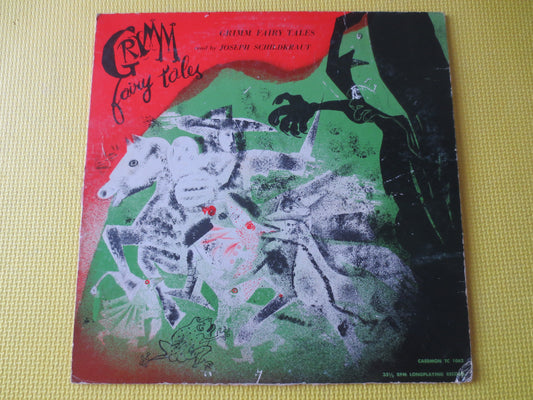 GRIMM
fairy tales
GRIMM FAIRY TALES
read by JOSEPH SCHILDKRAUT
CAEDMON TC 1062
33⅓ RPM LONGPLAYING RECORD